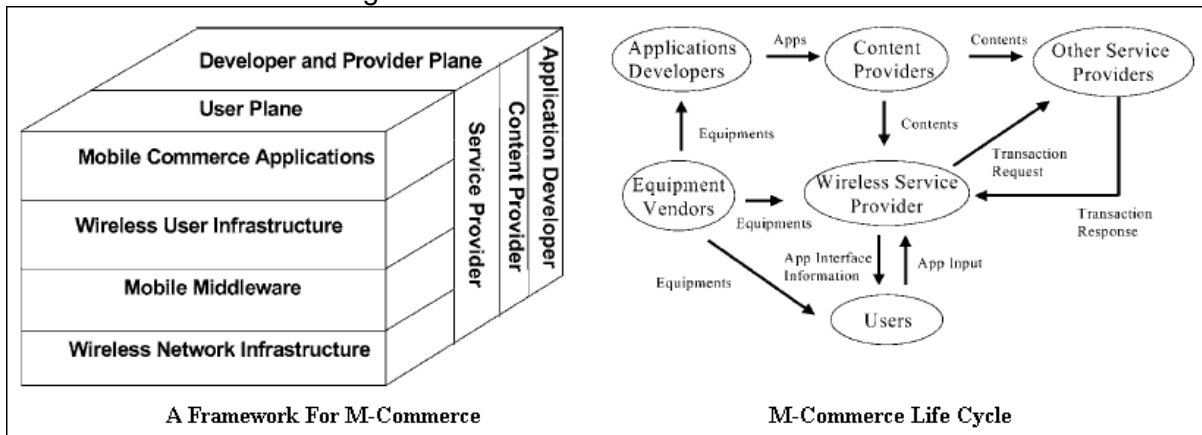 Developer and Provider Plane
User Plane
Mobile Commerce Applications
Wireless User Infrastructure
Mobile Middleware
Wireless Network Infrastructure
Service Provider
Content Provider
Application Developer
A Framework For M-Commerce
Applications
Developers
Apps
Content
Providers
Contents
Other Service
Providers
Equipments
Contents
Transaction
Request
Equipment
Vendors
Equipments
Wireless Service
Provider
Transaction
Response
Equipments
App Interface
Information
App Input
Users
M-Commerce Life Cycle